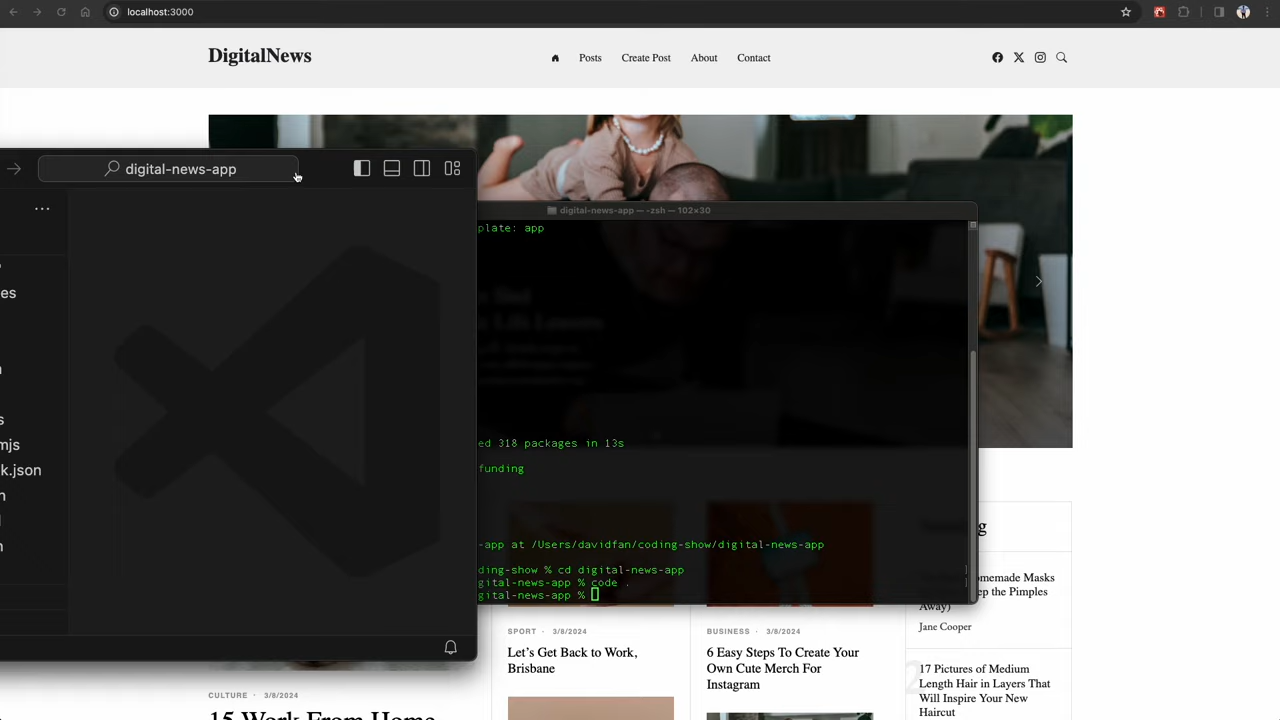 localhost:3000
DigitalNews
Posts
Create Post
About
Contact
digital-news-app
digital-news-app — -zsh — 102×30
plate: app
es
mjs
k.json
ed 318 packages in 13s
funding
-app at /Users/davidfan/coding-show/digital-news-app
ding-show % cd digital-news-app
gital-news-app % code .
gital-news-app %
g
omemade Masks
ep the Pimples
Away)
Jane Cooper
SPORT · 3/8/2024
Let's Get Back to Work,
Brisbane
BUSINESS · 3/8/2024
6 Easy Steps To Create Your
Own Cute Merch For
Instagram
17 Pictures of Medium
Length Hair in Layers That
Will Inspire Your New
Haircut
CULTURE · 3/8/2024
15 Work From Home